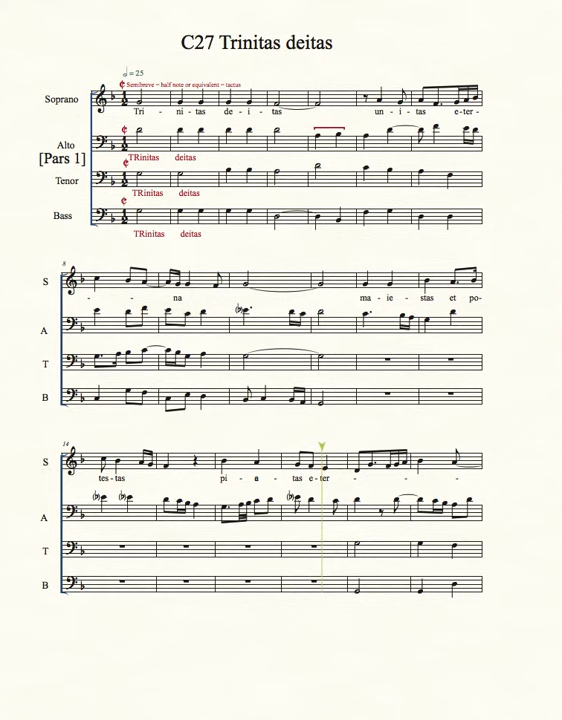 C27 Trinitas deitas
= 25
¢ Semibreve = half note or equivalent = tactus
Soprano
Tri - ni - tas de - i - tas un - i - tas e-ter -
Alto
[Pars 1]
TRinitas deitas
Tenor
TRinitas deitas
Bass
TRinitas deitas
8
S
- - na ma - ie - stas et po-
A
(b)
T
B
14
S
tes - tas pi - a - tas e - ter - - -
(b) (b) (b)
A
T
B